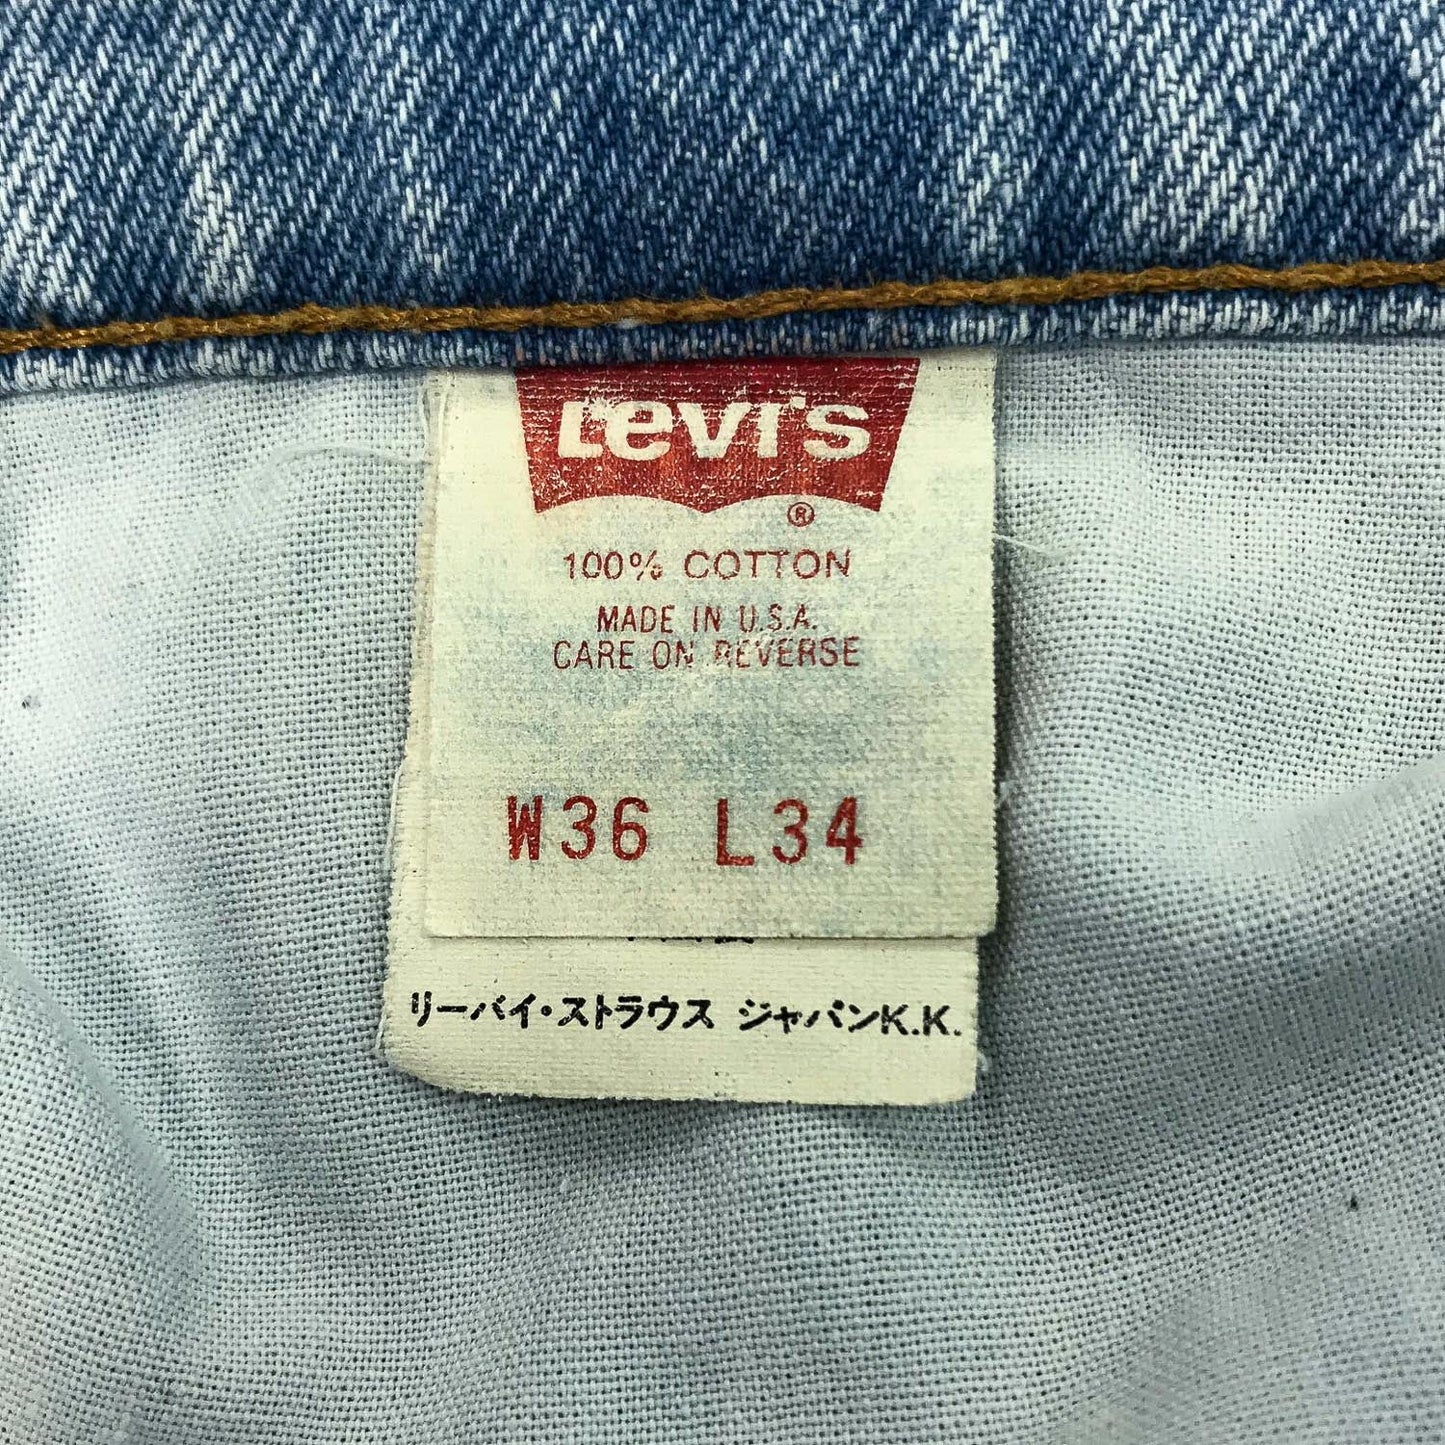 Levi's
®
100% COTTON
MADE IN U.S.A.
CARE ON REVERSE
W36 L34
リーバイ・ストラウス ジャパンK.K.